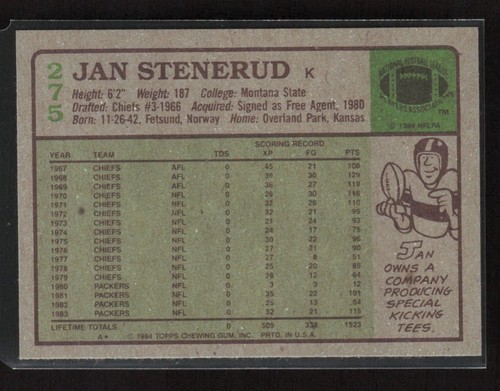 275
JAN STENERUD K
Height: 6'2" Weight: 187 College: Montana State
Drafted: Chiefs #3-1966 Acquired: Signed as Free Agent, 1980
Born: 11-26-42, Fetsund, Norway Home: Overland Park, Kansas
NATIONAL FOOTBALL LEAGUE
PLAYERS ASSOCIATION
TM
© 1984 NFLPA
SCORING RECORD
YEAR TEAM TDS XP FG PTS
1967 CHIEFS AFL 0 45 21 108
1968 CHIEFS AFL 0 39 30 129
1969 CHIEFS AFL 0 38 27 119
1970 CHIEFS NFL 0 26 30 116
1971 CHIEFS NFL 0 32 26 110
1972 CHIEFS NFL 0 32 21 95
1973 CHIEFS NFL 0 21 24 93
1974 CHIEFS NFL 0 24 17 75
1975 CHIEFS NFL 0 30 22 96
1976 CHIEFS NFL 0 27 21 90
1977 CHIEFS NFL 0 27 8 51
1978 CHIEFS NFL 0 25 20 85
1979 CHIEFS NFL 0 28 12 64
1980 PACKERS NFL 0 3 3 12
1981 PACKERS NFL 0 35 22 101
1982 PACKERS NFL 0 25 13 64
1983 PACKERS NFL 0 52 21 115
LIFETIME TOTALS 0 509 338 1523
A* © 1984 TOPPS CHEWING GUM, INC. PRTD. IN U.S.A.
JAN
OWNS A
COMPANY
PRODUCING
SPECIAL
KICKING
TEES.